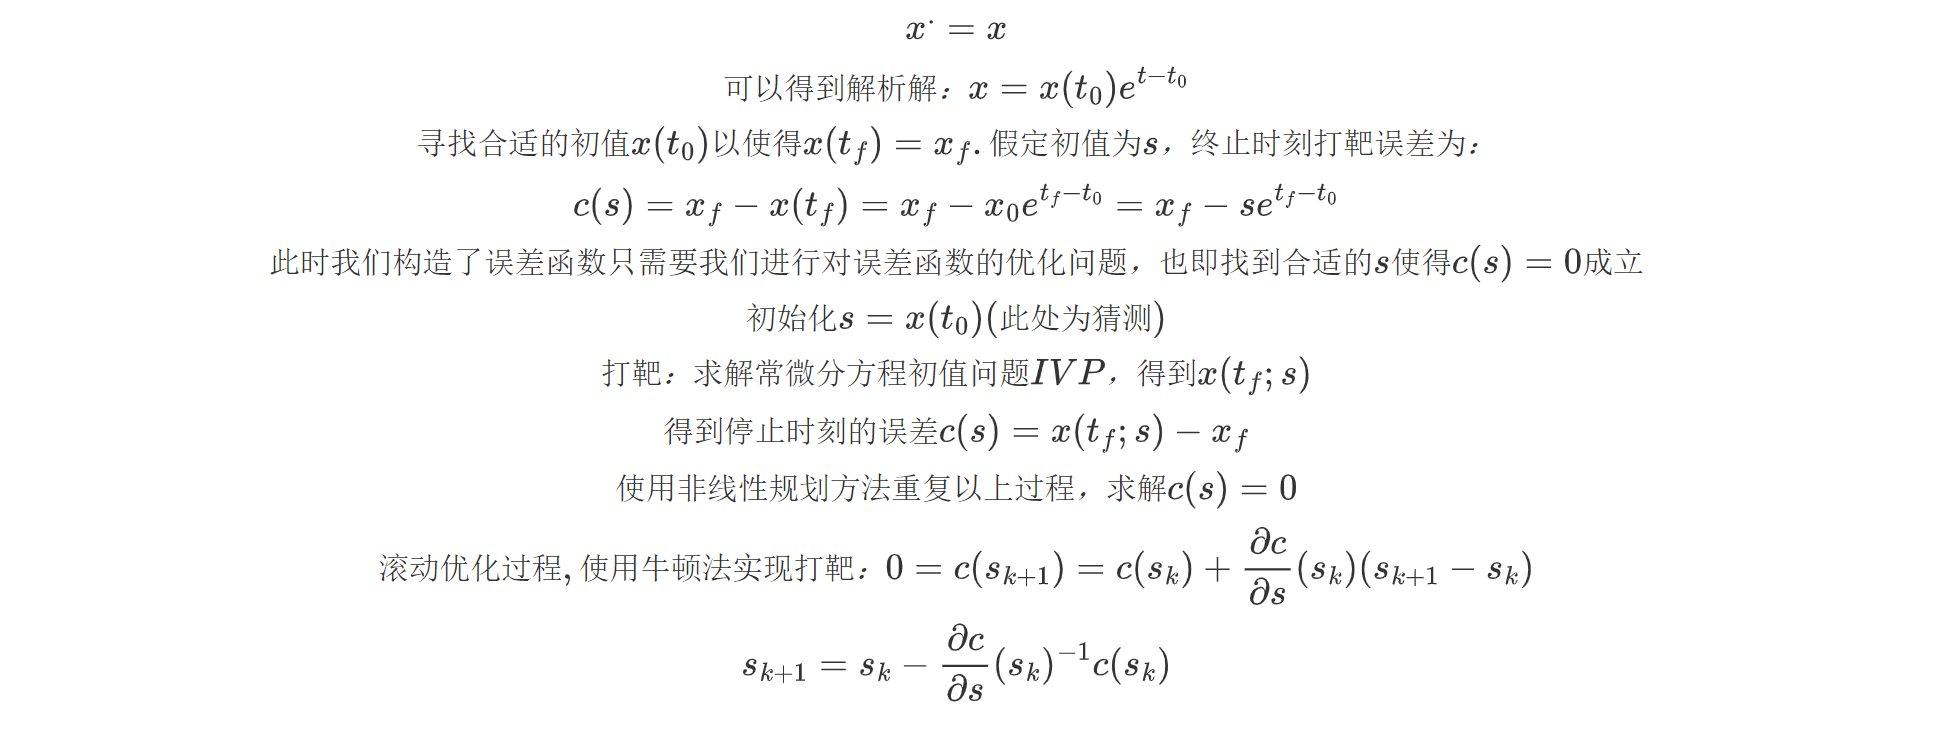 $x^{\cdot} = x$
可以得到解析解：$x = x(t_0)e^{t-t_0}$
寻找合适的初值$x(t_0)$以使得$x(t_f) = x_f$. 假定初值为$s$，终止时刻打靶误差为：
$c(s) = x_f - x(t_f) = x_f - x_0e^{t_f-t_0} = x_f - se^{t_f-t_0}$
此时我们构造了误差函数只需要我们进行对误差函数的优化问题，也即找到合适的$s$使得$c(s) = 0$成立
初始化$s = x(t_0)$(此处为猜测)
打靶：求解常微分方程初值问题$IVP$，得到$x(t_f; s)$
得到停止时刻的误差$c(s) = x(t_f; s) - x_f$
使用非线性规划方法重复以上过程，求解$c(s) = 0$
滚动优化过程, 使用牛顿法实现打靶：$0 = c(s_{k+1}) = c(s_k) + \frac{\partial c}{\partial s}(s_k)(s_{k+1} - s_k)$
$s_{k+1} = s_k - \frac{\partial c}{\partial s}(s_k)^{-1}c(s_k)$